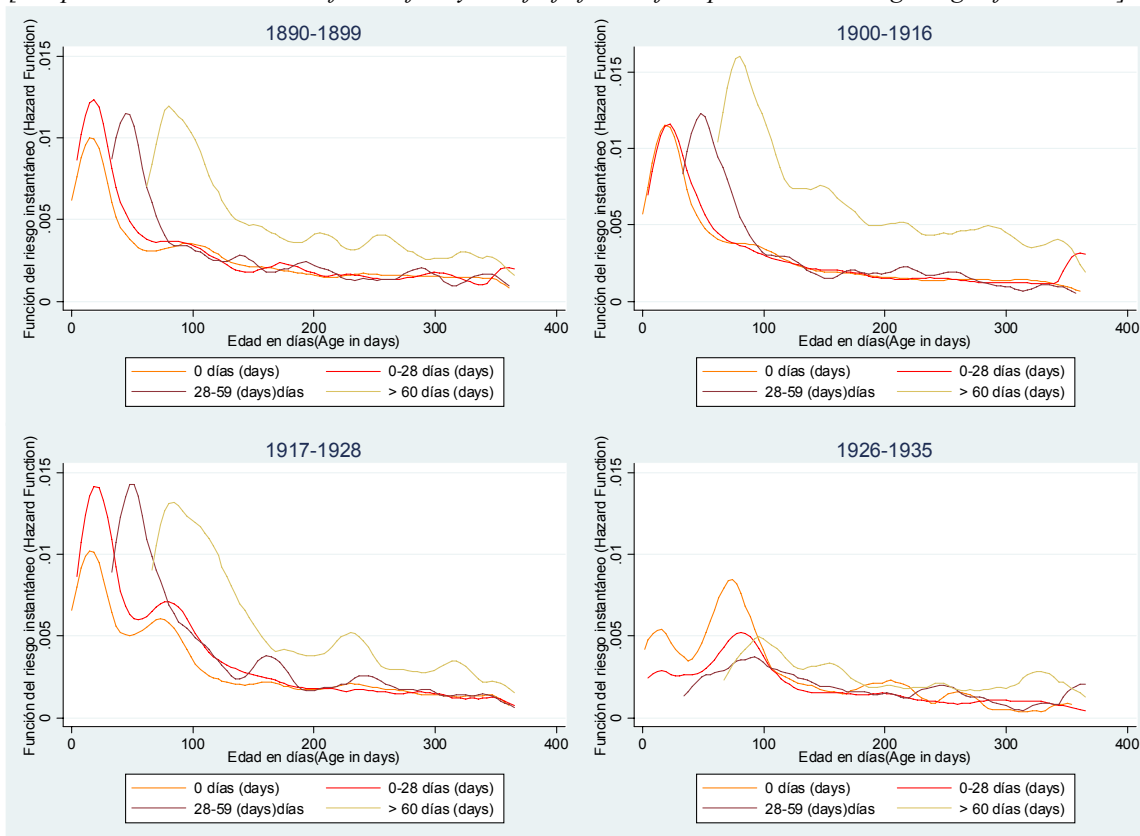 1890-1899
Función del riesgo instantáneo (Hazard Function)
.015
.01
.005
0
0 100 200 300 400
Edad en días(Age in days)
0 días (days) 0-28 días (days)
28-59 (days)días > 60 días (days)
1900-1916
Función del riesgo instantáneo (Hazard Function)
.015
.01
.005
0
0 100 200 300 400
Edad en días(Age in days)
0 días (days) 0-28 días (days)
28-59 (days)días > 60 días (days)
1917-1928
Función del riesgo instantáneo (Hazard Function)
.015
.01
.005
0
0 100 200 300 400
Edad en días(Age in days)
0 días (days) 0-28 días (days)
28-59 (days)días > 60 días (days)
1926-1935
Función del riesgo instantáneo (Hazard Function)
.015
.01
.005
0
0 100 200 300 400
Edad en días(Age in days)
0 días (days) 0-28 días (days)
28-59 (days)días > 60 días (days)